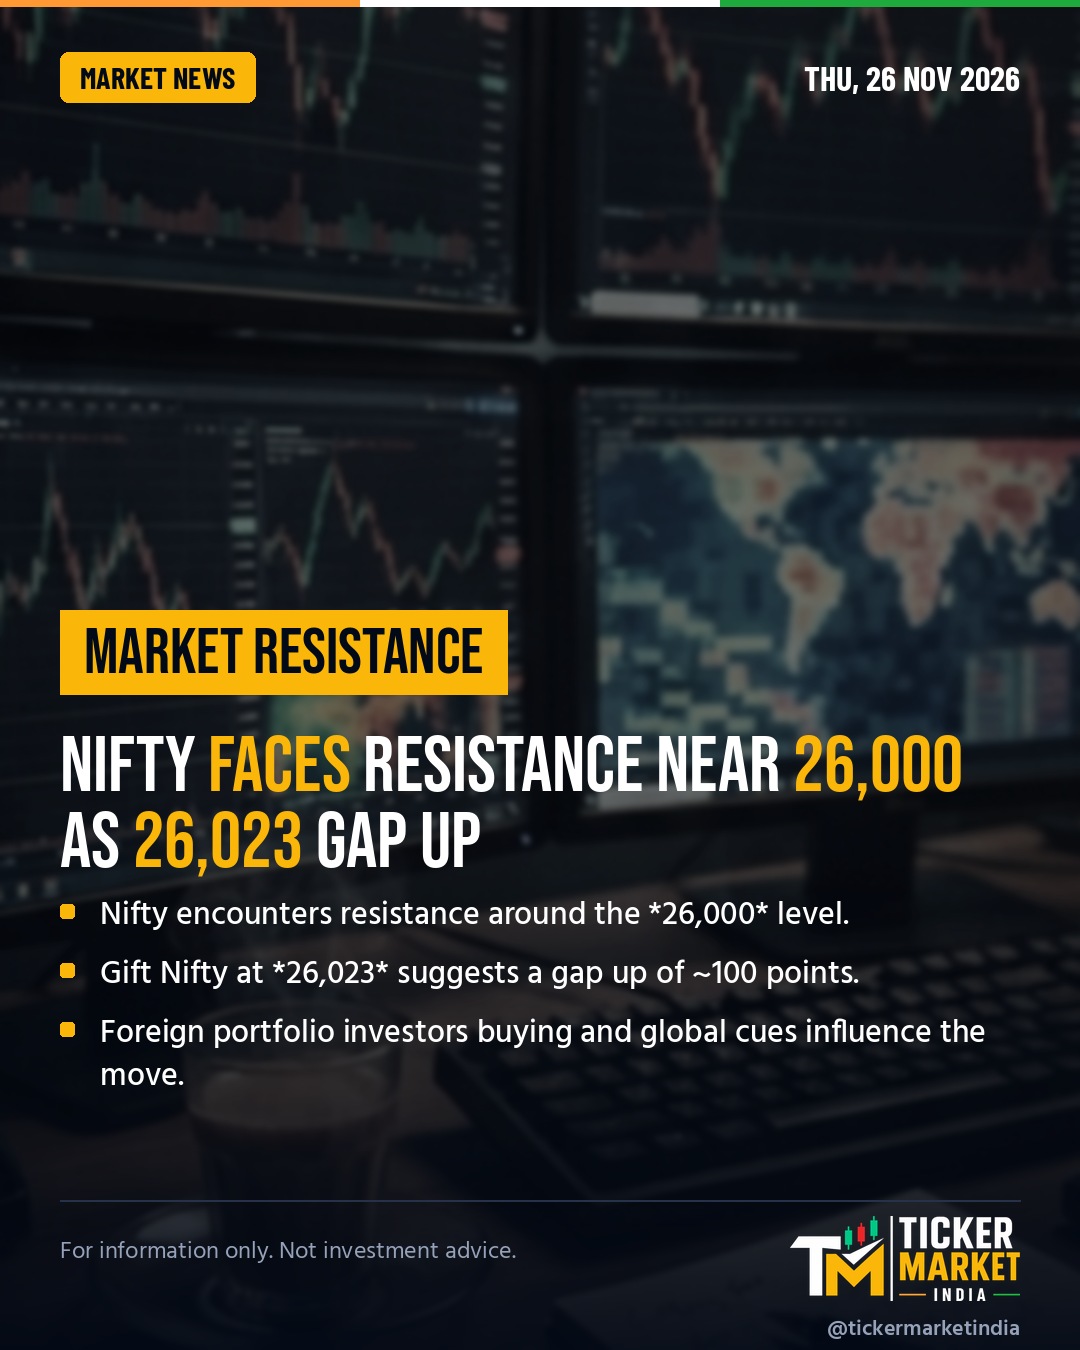 MARKET NEWS
THU, 26 NOV 2026
MARKET RESISTANCE
NIFTY FACES RESISTANCE NEAR 26,000
AS 26,023 GAP UP
Nifty encounters resistance around the *26,000* level.
Gift Nifty at *26,023* suggests a gap up of ~100 points.
Foreign portfolio investors buying and global cues influence the
move.
For information only. Not investment advice.
TM
TICKER
MARKET
INDIA
@tickermarketindia